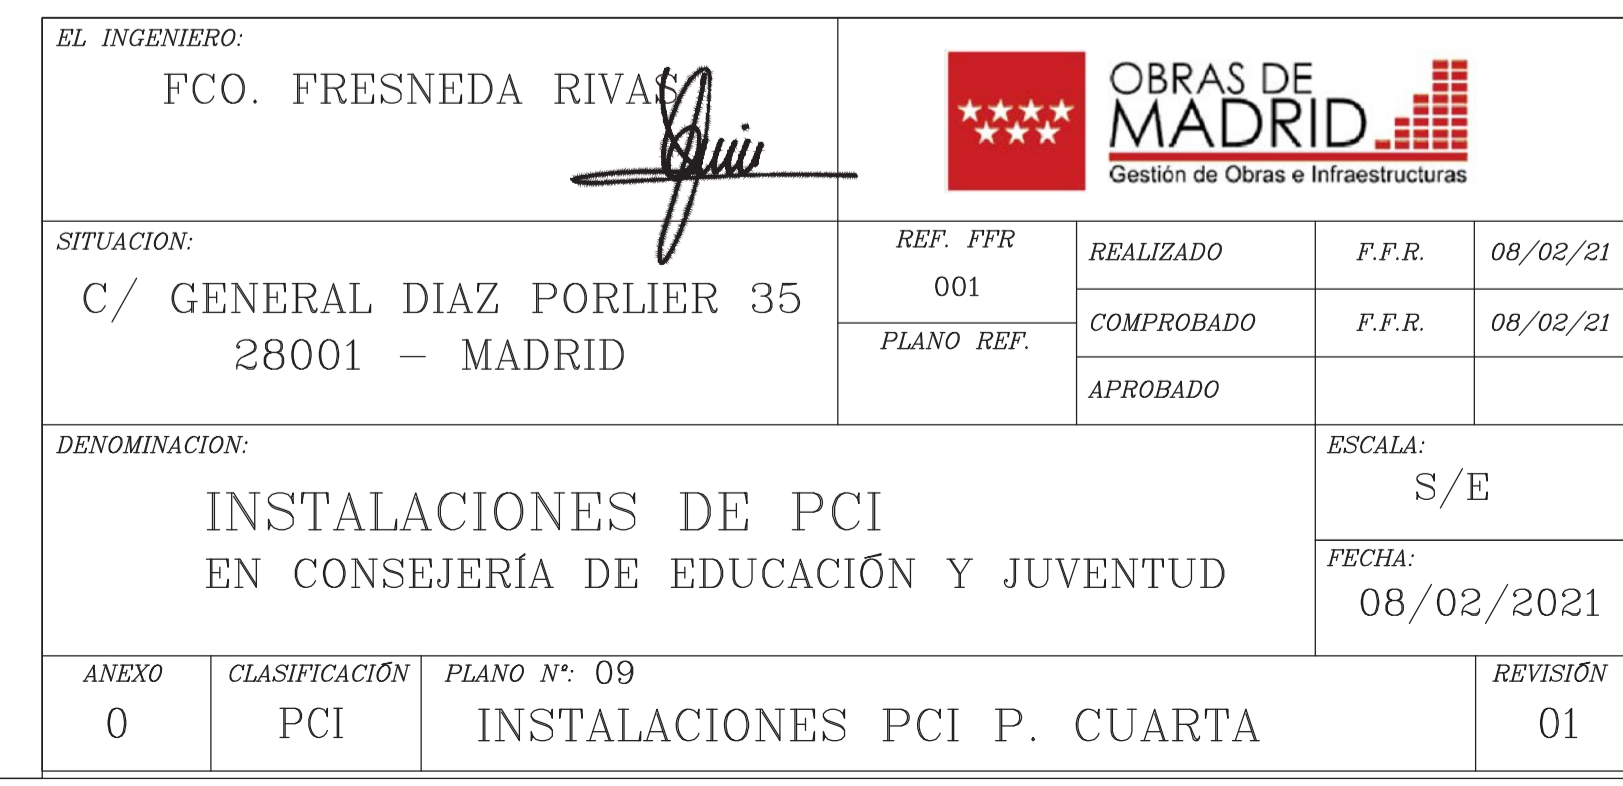 EL INGENIERO:
FCO. FRESNEDA RIVAS
OBRAS DE
MADRID
Gestión de Obras e Infraestructuras
SITUACION:
C/ GENERAL DIAZ PORLIER 35
28001 – MADRID
REF. FFR
001
PLANO REF.
REALIZADO F.F.R. 08/02/21
COMPROBADO F.F.R. 08/02/21
APROBADO
DENOMINACION:
INSTALACIONES DE PCI
EN CONSEJERÍA DE EDUCACIÓN Y JUVENTUD
ESCALA:
S/E
FECHA:
08/02/2021
ANEXO
0
CLASIFICACIÓN
PCI
PLANO Nº: 09
INSTALACIONES PCI P. CUARTA
REVISIÓN
01